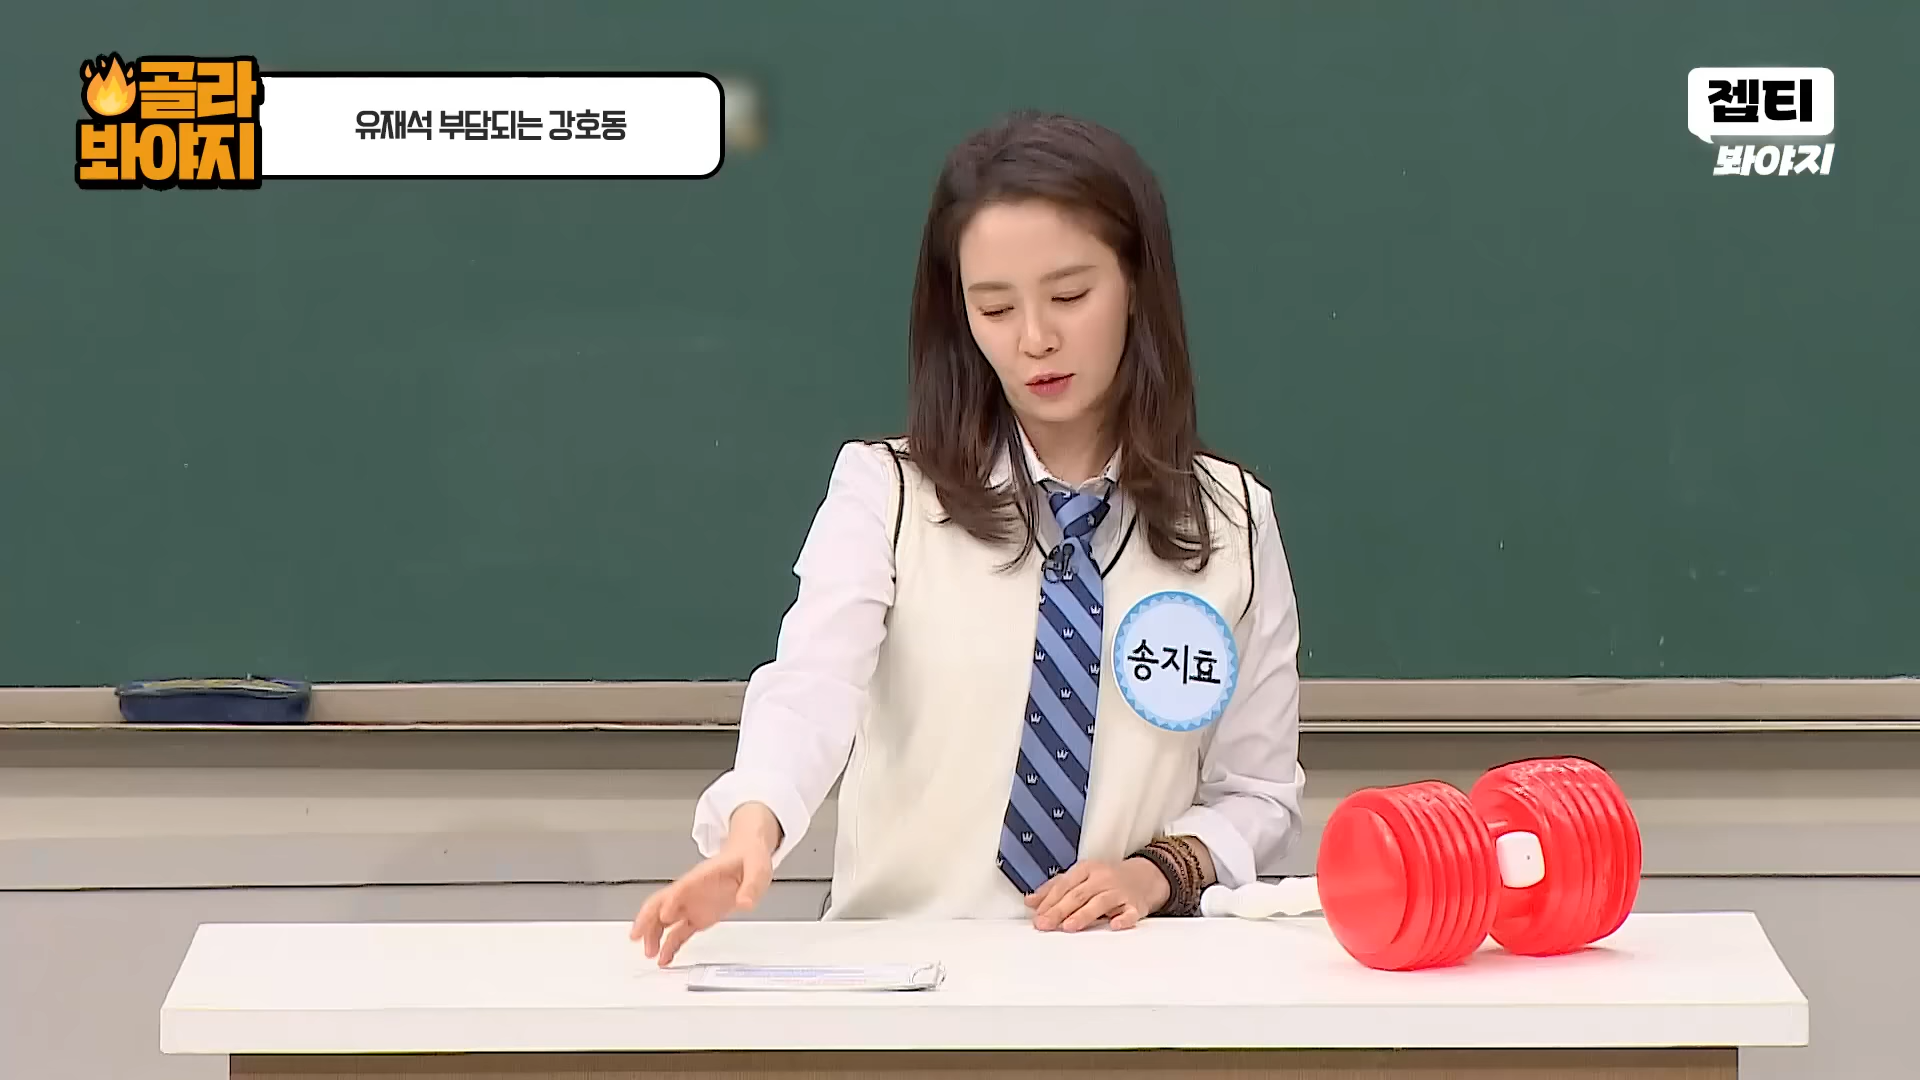 골라
봐야지
유재석 부담되는 강호동
젭티
봐야지
송지효